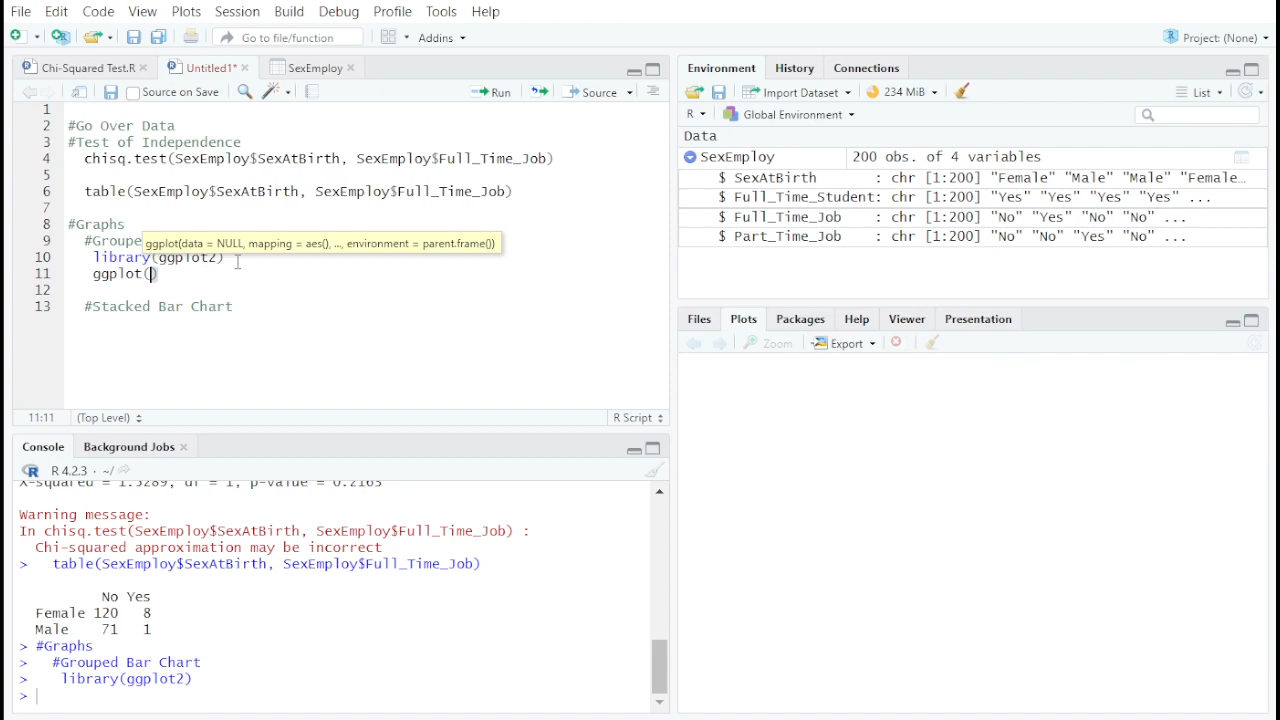 File Edit Code View Plots Session Build Debug Profile Tools Help
Go to file/function Addins Project: (None)
Chi-Squared Test.R Untitled1* SexEmploy
Source on Save Run Source
1
2 #Go Over Data
3 #Test of Independence
4 chisq.test(SexEmploy$SexAtBirth, SexEmploy$Full_Time_Job)
5
6 table(SexEmploy$SexAtBirth, SexEmploy$Full_Time_Job)
7
8 #Graphs
9 #Groupe
ggplot(data = NULL, mapping = aes(), ..., environment = parent.frame())
10 library(ggplot2)
11 ggplot()
12
13 #Stacked Bar Chart
11:11 (Top Level) R Script
Console Background Jobs
R R 4.2.3 · ~/
X-squared = 1.5289, df = 1, p-value = 0.2163
Warning message:
In chisq.test(SexEmploy$SexAtBirth, SexEmploy$Full_Time_Job) :
Chi-squared approximation may be incorrect
> table(SexEmploy$SexAtBirth, SexEmploy$Full_Time_Job)
No Yes
Female 120 8
Male 71 1
> #Graphs
> #Grouped Bar Chart
> library(ggplot2)
>
Environment History Connections
Import Dataset 234 MiB List
R Global Environment
Data
SexEmploy 200 obs. of 4 variables
$ SexAtBirth : chr [1:200] "Female" "Male" "Male" "Female…
$ Full_Time_Student: chr [1:200] "Yes" "Yes" "Yes" "Yes" ...
$ Full_Time_Job : chr [1:200] "No" "Yes" "No" "No" ...
$ Part_Time_Job : chr [1:200] "No" "No" "Yes" "No" ...
Files Plots Packages Help Viewer Presentation
Zoom Export